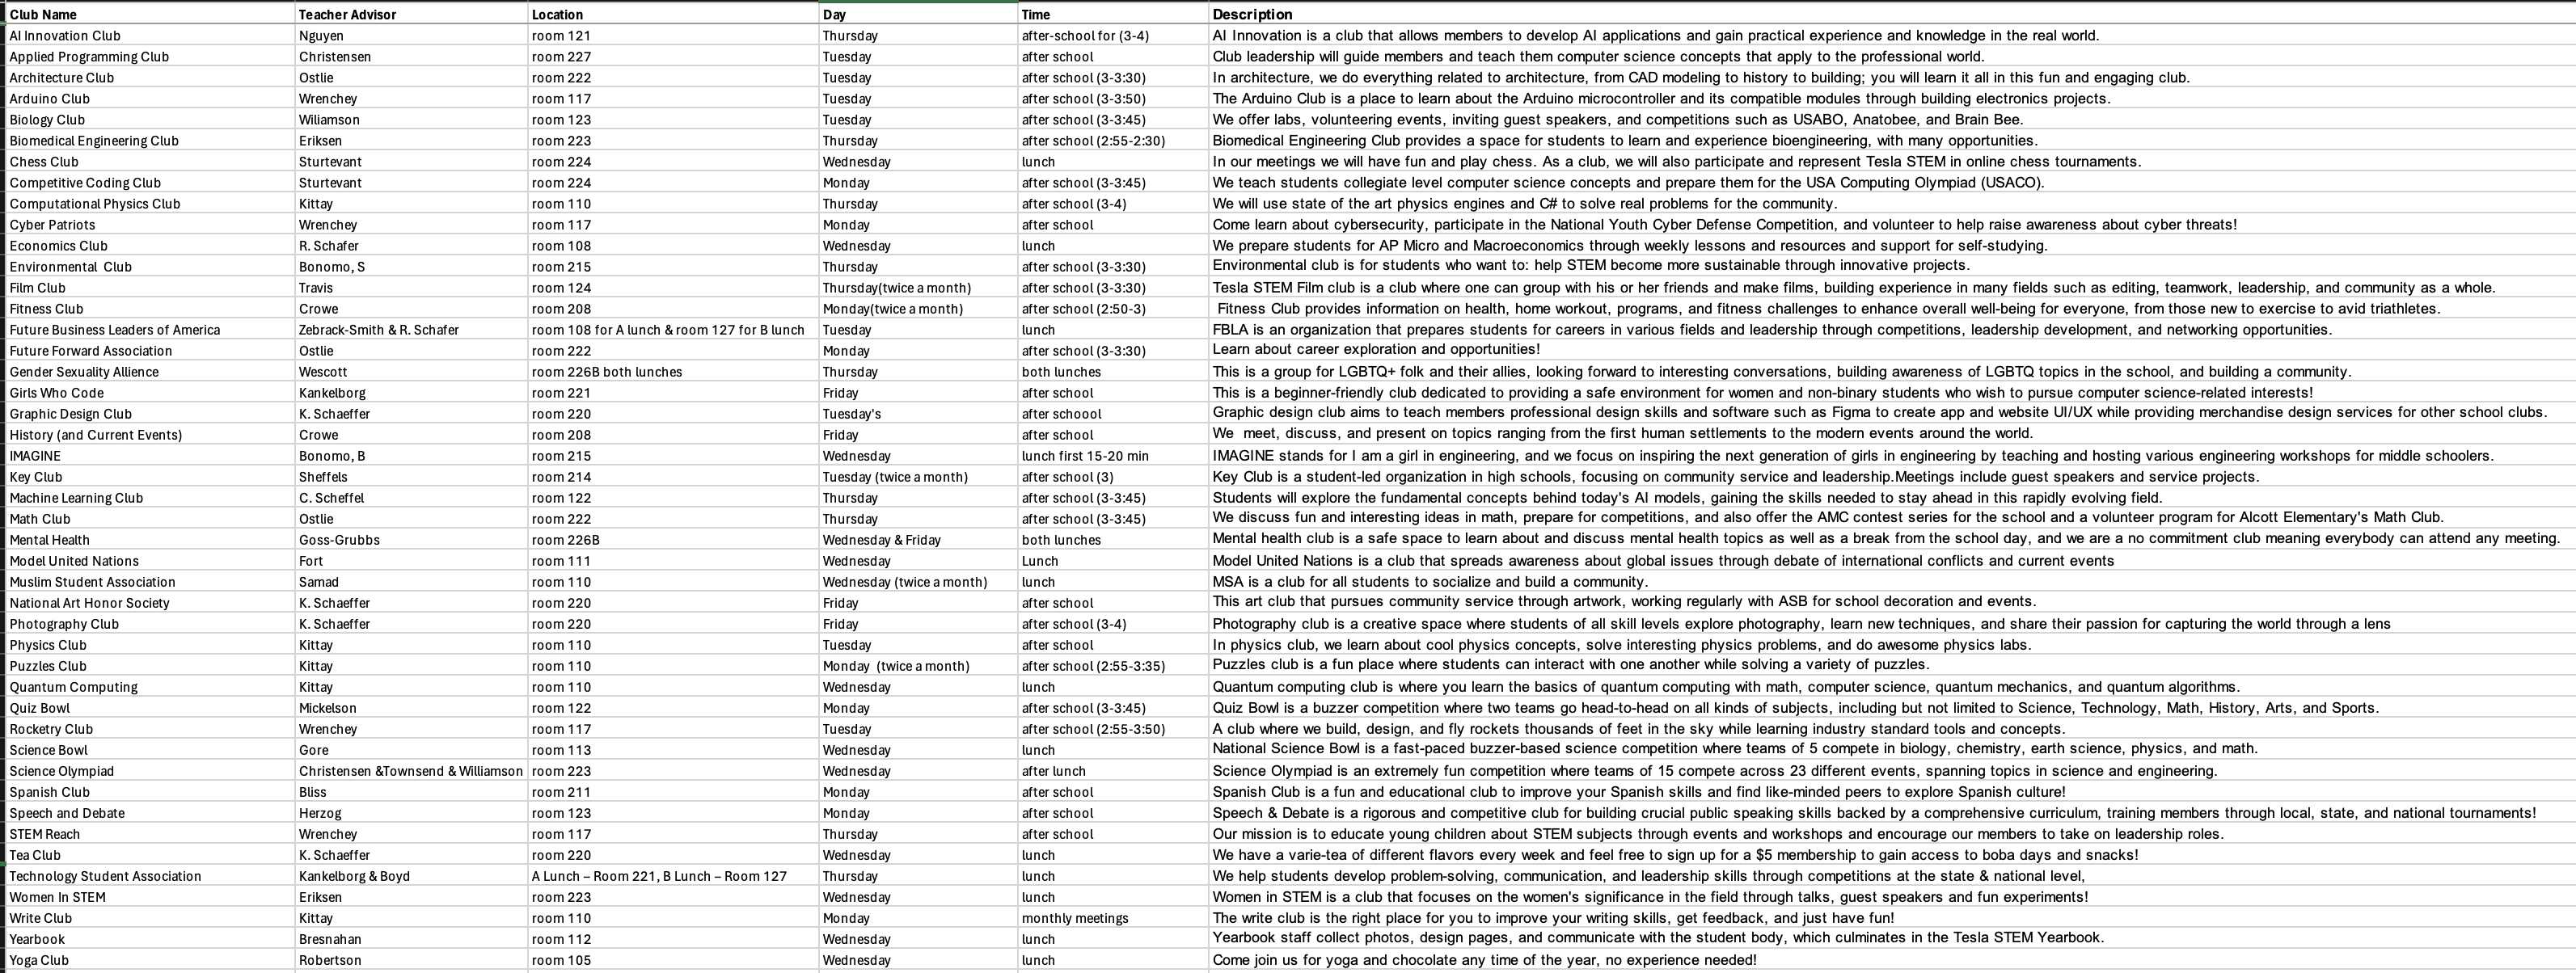 Club Name Teacher Advisor Location Day Time Description
AI Innovation Club Nguyen room 121 Thursday after-school for (3-4) AI Innovation is a club that allows members to develop AI applications and gain practical experience and knowledge in the real world.
Applied Programming Club Christensen room 227 Tuesday after school Club leadership will guide members and teach them computer science concepts that apply to the professional world.
Architecture Club Ostlie room 222 Tuesday after school (3-3:30) In architecture, we do everything related to architecture, from CAD modeling to history to building; you will learn it all in this fun and engaging club.
Arduino Club Wrenchey room 117 Tuesday after school (3-3:50) The Arduino Club is a place to learn about the Arduino microcontroller and its compatible modules through building electronics projects.
Biology Club Wiliamson room 123 Tuesday after school (3-3:45) We offer labs, volunteering events, inviting guest speakers, and competitions such as USABO, Anatobee, and Brain Bee.
Biomedical Engineering Club Eriksen room 223 Thursday after school (2:55-2:30) Biomedical Engineering Club provides a space for students to learn and experience bioengineering, with many opportunities.
Chess Club Sturtevant room 224 Wednesday lunch In our meetings we will have fun and play chess. As a club, we will also participate and represent Tesla STEM in online chess tournaments.
Competitive Coding Club Sturtevant room 224 Monday after school (3-3:45) We teach students collegiate level computer science concepts and prepare them for the USA Computing Olympiad (USACO).
Computational Physics Club Kittay room 110 Thursday after school (3-4) We will use state of the art physics engines and C# to solve real problems for the community.
Cyber Patriots Wrenchey room 117 Monday after school Come learn about cybersecurity, participate in the National Youth Cyber Defense Competition, and volunteer to help raise awareness about cyber threats!
Economics Club R. Schafer room 108 Wednesday lunch We prepare students for AP Micro and Macroeconomics through weekly lessons and resources and support for self-studying.
Environmental Club Bonomo, S room 215 Thursday after school (3-3:30) Environmental club is for students who want to: help STEM become more sustainable through innovative projects.
Film Club Travis room 124 Thursday(twice a month) after school (3-3:30) Tesla STEM Film club is a club where one can group with his or her friends and make films, building experience in many fields such as editing, teamwork, leadership, and community as a whole.
Fitness Club Crowe room 208 Monday(twice a month) after school (2:50-3) Fitness Club provides information on health, home workout, programs, and fitness challenges to enhance overall well-being for everyone, from those new to exercise to avid triathletes.
Future Business Leaders of America Zebrack-Smith & R. Schafer room 108 for A lunch & room 127 for B lunch Tuesday lunch FBLA is an organization that prepares students for careers in various fields and leadership through competitions, leadership development, and networking opportunities.
Future Forward Association Ostlie room 222 Monday after school (3-3:30) Learn about career exploration and opportunities!
Gender Sexuality Allience Wescott room 226B both lunches Thursday both lunches This is a group for LGBTQ+ folk and their allies, looking forward to interesting conversations, building awareness of LGBTQ topics in the school, and building a community.
Girls Who Code Kankelborg room 221 Friday after school This is a beginner-friendly club dedicated to providing a safe environment for women and non-binary students who wish to pursue computer science-related interests!
Graphic Design Club K. Schaeffer room 220 Tuesday's after schoool Graphic design club aims to teach members professional design skills and software such as Figma to create app and website UI/UX while providing merchandise design services for other school clubs.
History (and Current Events) Crowe room 208 Friday after school We meet, discuss, and present on topics ranging from the first human settlements to the modern events around the world.
IMAGINE Bonomo, B room 215 Wednesday lunch first 15-20 min IMAGINE stands for I am a girl in engineering, and we focus on inspiring the next generation of girls in engineering by teaching and hosting various engineering workshops for middle schoolers.
Key Club Sheffels room 214 Tuesday (twice a month) after school (3) Key Club is a student-led organization in high schools, focusing on community service and leadership.Meetings include guest speakers and service projects.
Machine Learning Club C. Scheffel room 122 Thursday after school (3-3:45) Students will explore the fundamental concepts behind today's AI models, gaining the skills needed to stay ahead in this rapidly evolving field.
Math Club Ostlie room 222 Thursday after school (3-3:45) We discuss fun and interesting ideas in math, prepare for competitions, and also offer the AMC contest series for the school and a volunteer program for Alcott Elementary's Math Club.
Mental Health Goss-Grubbs room 226B Wednesday & Friday both lunches Mental health club is a safe space to learn about and discuss mental health topics as well as a break from the school day, and we are a no commitment club meaning everybody can attend any meeting.
Model United Nations Fort room 111 Wednesday Lunch Model United Nations is a club that spreads awareness about global issues through debate of international conflicts and current events
Muslim Student Association Samad room 110 Wednesday (twice a month) lunch MSA is a club for all students to socialize and build a community.
National Art Honor Society K. Schaeffer room 220 Friday after school This art club that pursues community service through artwork, working regularly with ASB for school decoration and events.
Photography Club K. Schaeffer room 220 Friday after school (3-4) Photography club is a creative space where students of all skill levels explore photography, learn new techniques, and share their passion for capturing the world through a lens
Physics Club Kittay room 110 Tuesday after school In physics club, we learn about cool physics concepts, solve interesting physics problems, and do awesome physics labs.
Puzzles Club Kittay room 110 Monday (twice a month) after school (2:55-3:35) Puzzles club is a fun place where students can interact with one another while solving a variety of puzzles.
Quantum Computing Kittay room 110 Wednesday lunch Quantum computing club is where you learn the basics of quantum computing with math, computer science, quantum mechanics, and quantum algorithms.
Quiz Bowl Mickelson room 122 Monday after school (3-3:45) Quiz Bowl is a buzzer competition where two teams go head-to-head on all kinds of subjects, including but not limited to Science, Technology, Math, History, Arts, and Sports.
Rocketry Club Wrenchey room 117 Tuesday after school (2:55-3:50) A club where we build, design, and fly rockets thousands of feet in the sky while learning industry standard tools and concepts.
Science Bowl Gore room 113 Wednesday lunch National Science Bowl is a fast-paced buzzer-based science competition where teams of 5 compete in biology, chemistry, earth science, physics, and math.
Science Olympiad Christensen &Townsend & Williamson room 223 Wednesday after lunch Science Olympiad is an extremely fun competition where teams of 15 compete across 23 different events, spanning topics in science and engineering.
Spanish Club Bliss room 211 Monday after school Spanish Club is a fun and educational club to improve your Spanish skills and find like-minded peers to explore Spanish culture!
Speech and Debate Herzog room 123 Monday after school Speech & Debate is a rigorous and competitive club for building crucial public speaking skills backed by a comprehensive curriculum, training members through local, state, and national tournaments!
STEM Reach Wrenchey room 117 Thursday after school Our mission is to educate young children about STEM subjects through events and workshops and encourage our members to take on leadership roles.
Tea Club K. Schaeffer room 220 Wednesday lunch We have a varie-tea of different flavors every week and feel free to sign up for a $5 membership to gain access to boba days and snacks!
Technology Student Association Kankelborg & Boyd A Lunch – Room 221, B Lunch – Room 127 Thursday lunch We help students develop problem-solving, communication, and leadership skills through competitions at the state & national level,
Women In STEM Eriksen room 223 Wednesday lunch Women in STEM is a club that focuses on the women's significance in the field through talks, guest speakers and fun experiments!
Write Club Kittay room 110 Monday monthly meetings The write club is the right place for you to improve your writing skills, get feedback, and just have fun!
Yearbook Bresnahan room 112 Wednesday lunch Yearbook staff collect photos, design pages, and communicate with the student body, which culminates in the Tesla STEM Yearbook.
Yoga Club Robertson room 105 Wednesday lunch Come join us for yoga and chocolate any time of the year, no experience needed!